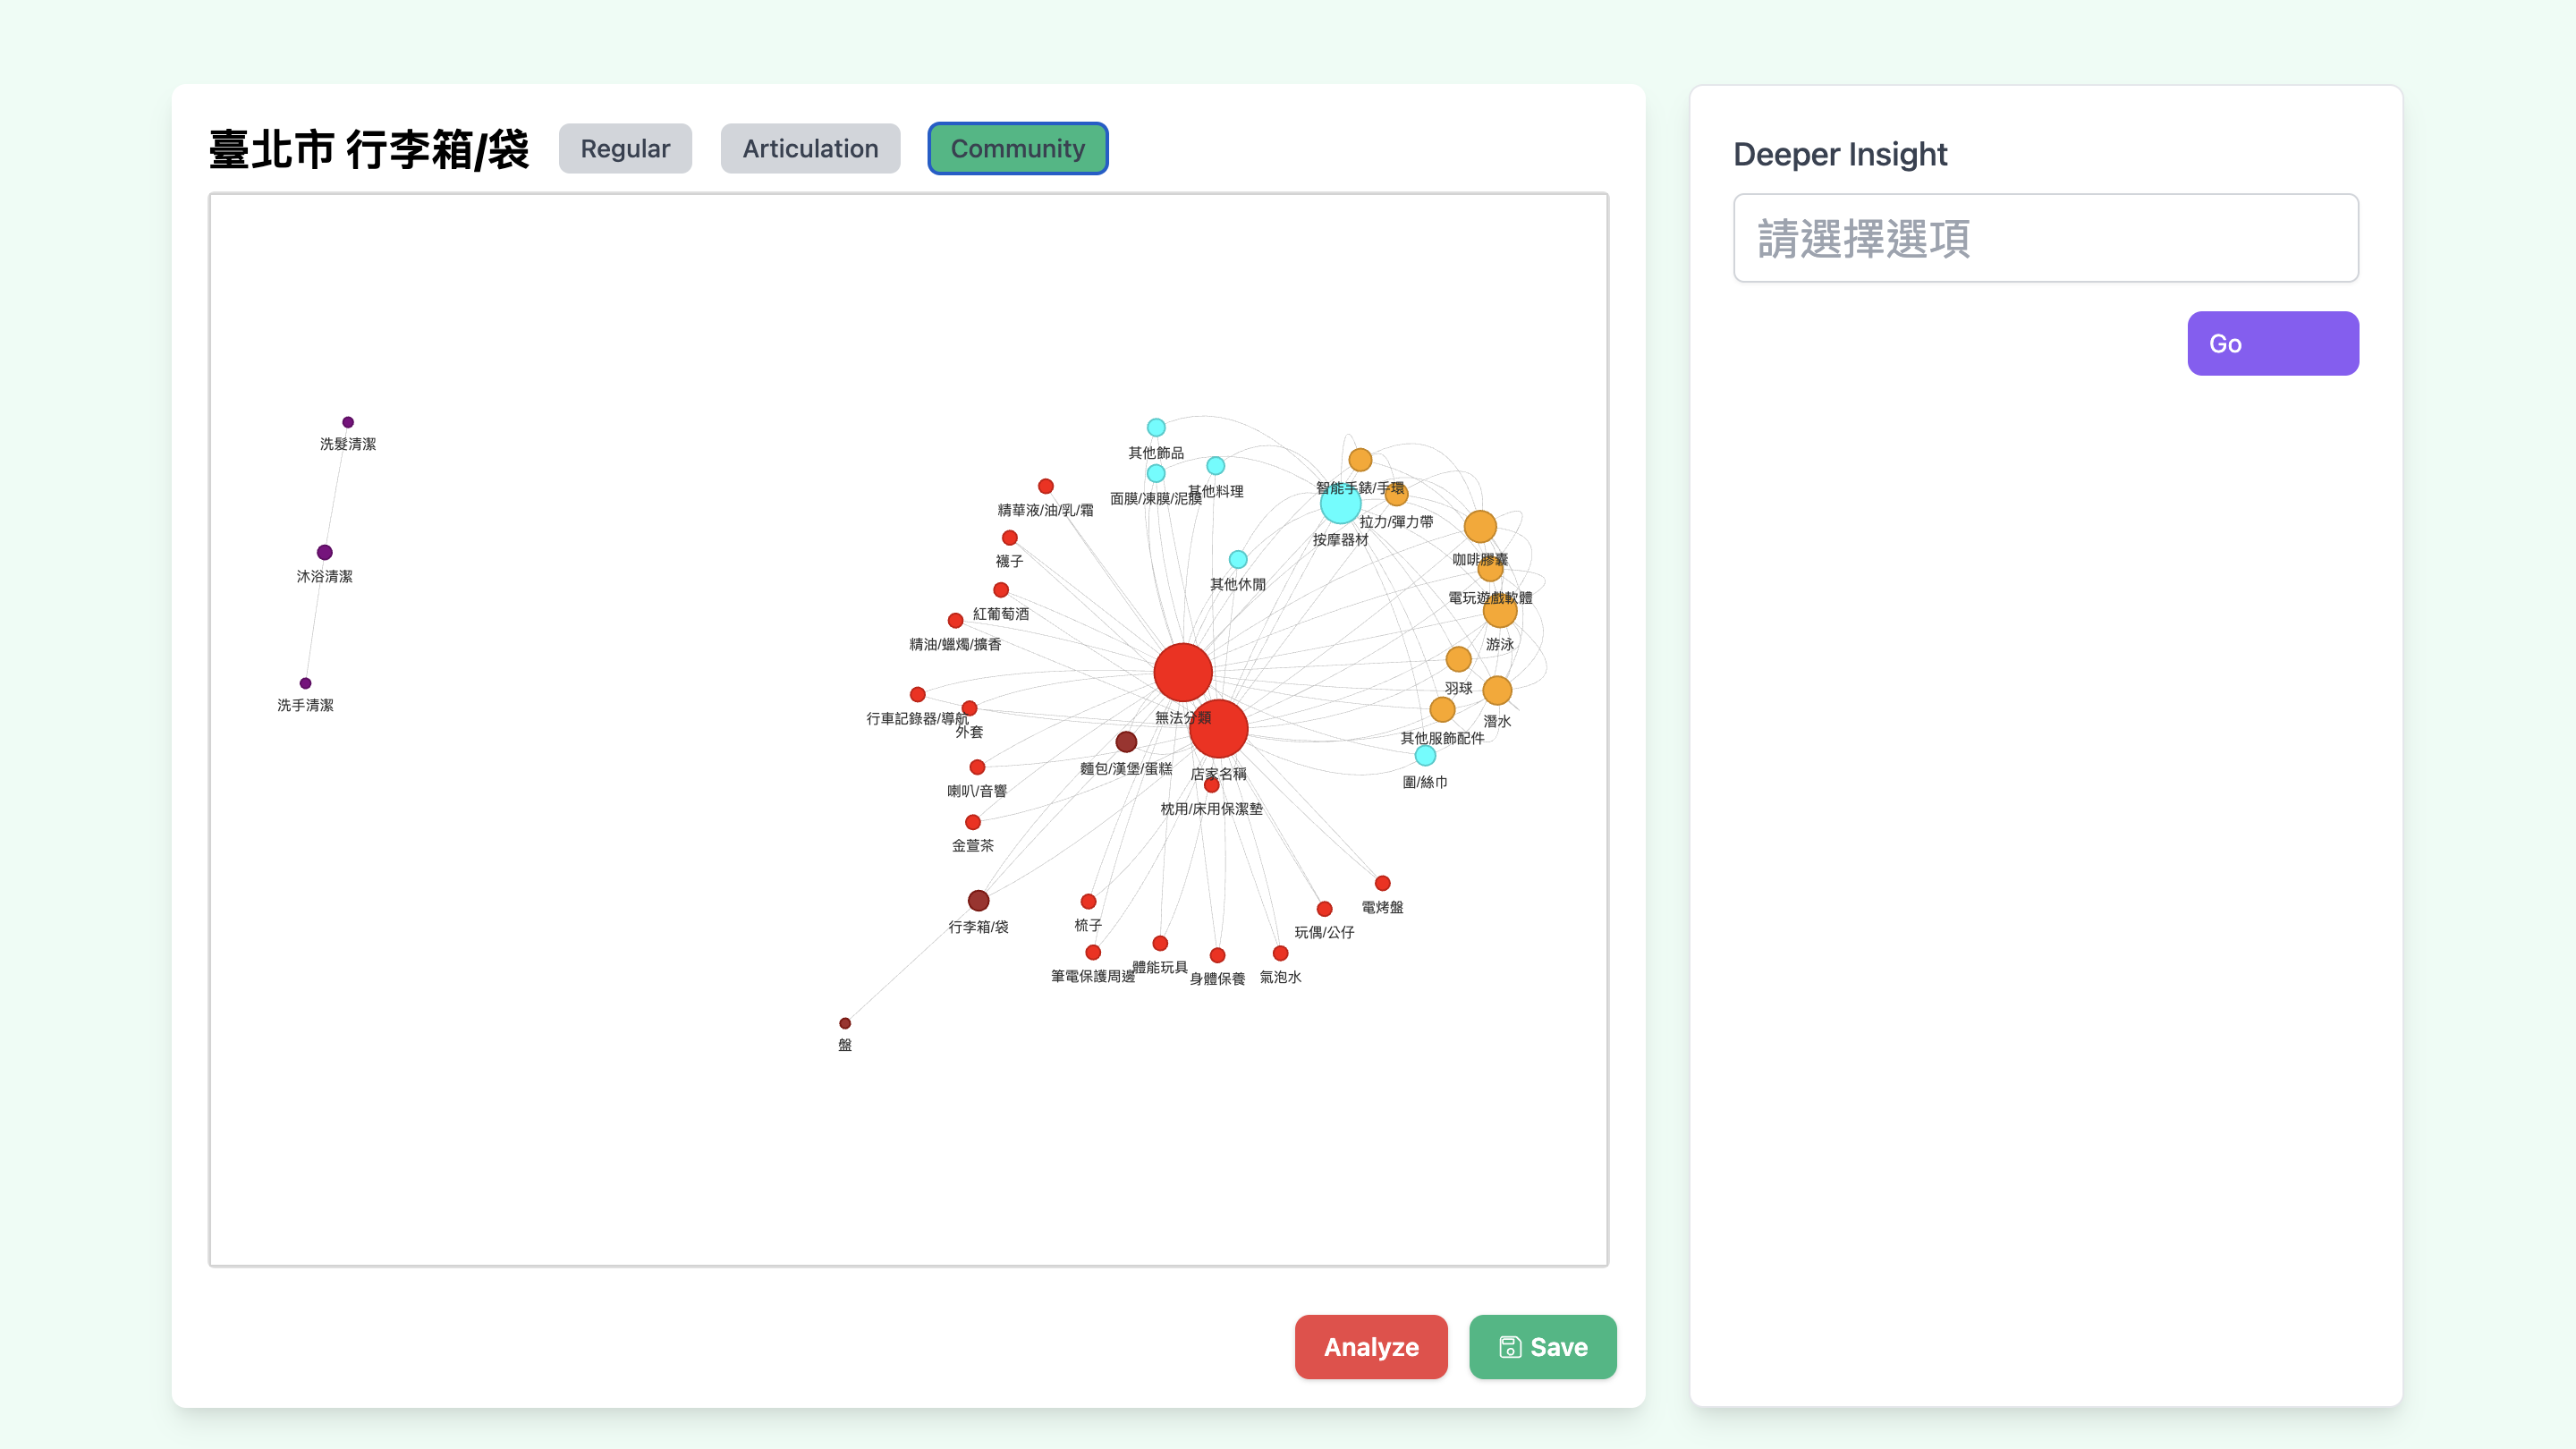 臺北市 行李箱/袋
Regular
Articulation
Community
洗髮清潔
沐浴清潔
洗手清潔
其他飾品
面膜/凍膜/泥膜
其他料理
精華液/油/乳/霜
襪子
紅葡萄酒
精油/蠟燭/擴香
其他休閒
智能手錶/手環
拉力/彈力帶
按摩器材
咖啡膠囊
電玩遊戲軟體
游泳
羽球
潛水
其他服飾配件
圍/絲巾
行車記錄器/導航
外套
無法分類
麵包/漢堡/蛋糕
店家名稱
喇叭/音響
枕用/床用保潔墊
金萱茶
行李箱/袋
梳子
筆電保護周邊
體能玩具
身體保養
氣泡水
玩偶/公仔
電烤盤
盤
Analyze
Save
Deeper Insight
請選擇選項
Go